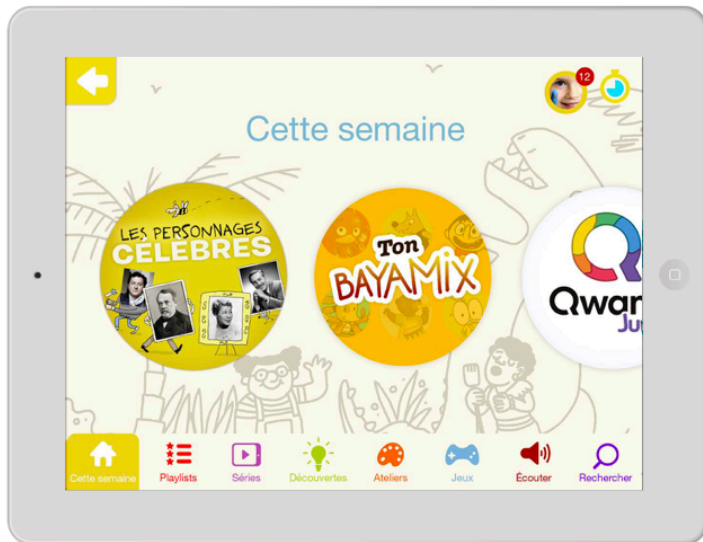 12
Cette semaine
LES PERSONNAGES
CÉLÈBRES
Ton
BAYAMIX
Qwan
Ju
Cette semaine
Playlists
Séries
Découvertes
Ateliers
Jeux
Écouter
Rechercher